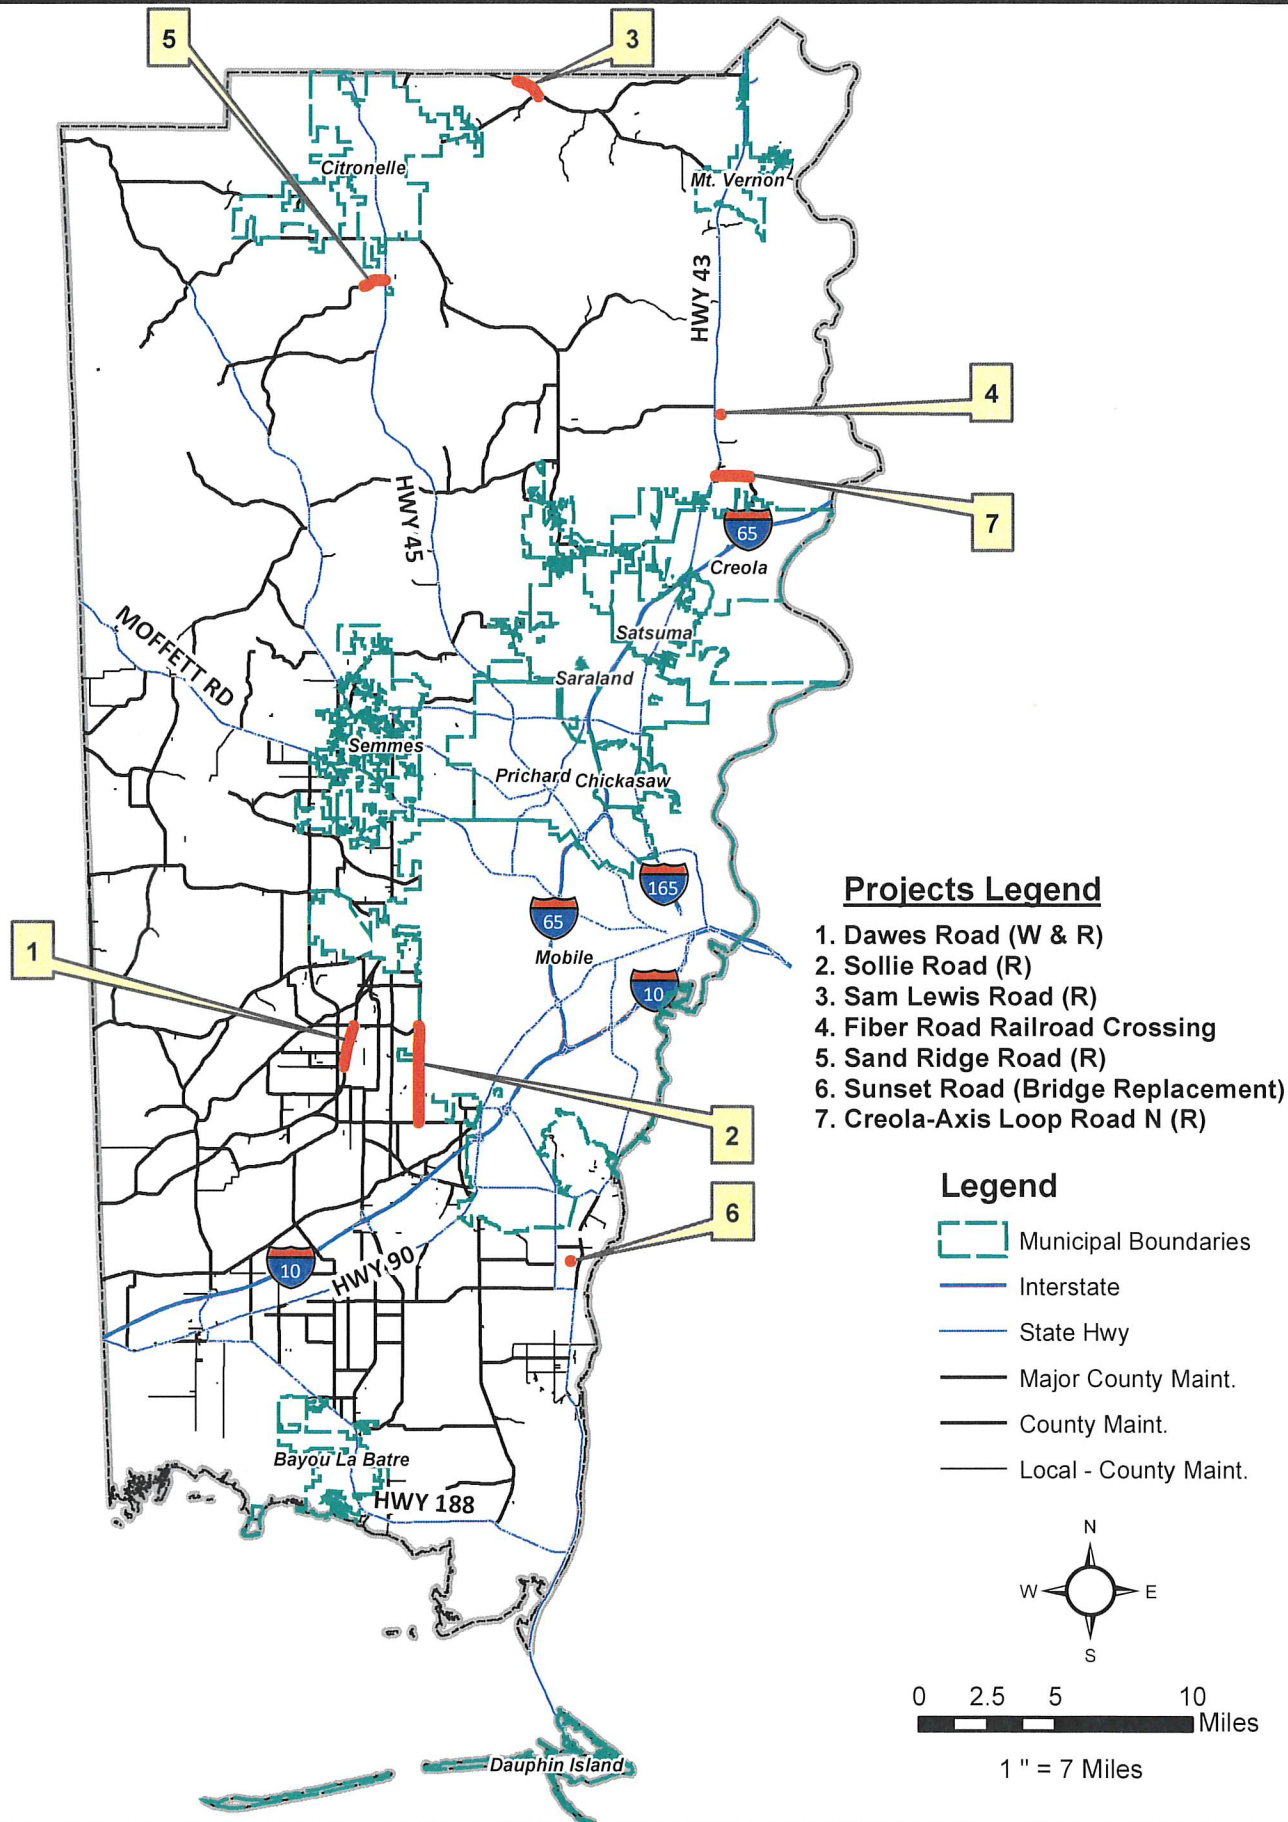 5
3
Citronelle
Mt. Vernon
HWY 43
4
HWY 45
7
65
Creola
MOFFETT RD
Satsuma
Saraland
Semmes
Prichard
Chickasaw
165
65
Mobile
10
1
2
6
10
HWY 90
Bayou La Batre
HWY 188
Dauphin Island
Projects Legend
1. Dawes Road (W & R)
2. Sollie Road (R)
3. Sam Lewis Road (R)
4. Fiber Road Railroad Crossing
5. Sand Ridge Road (R)
6. Sunset Road (Bridge Replacement)
7. Creola-Axis Loop Road N (R)
Legend
Municipal Boundaries
Interstate
State Hwy
Major County Maint.
County Maint.
Local - County Maint.
N
W E
S
0 2.5 5 10
Miles
1 " = 7 Miles